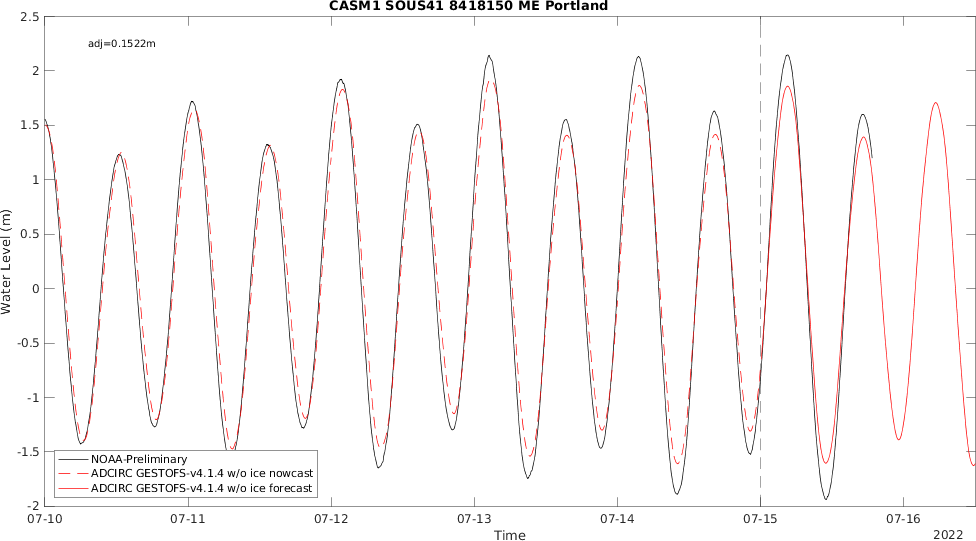 CASM1 SOUS41 8418150 ME Portland
adj=0.1522m
2.5
2
1.5
1
0.5
0
-0.5
-1
-1.5
-2
Water Level (m)
NOAA-Preliminary
ADCIRC GESTOFS-v4.1.4 w/o ice nowcast
ADCIRC GESTOFS-v4.1.4 w/o ice forecast
07-10 07-11 07-12 07-13 07-14 07-15 07-16
Time
2022